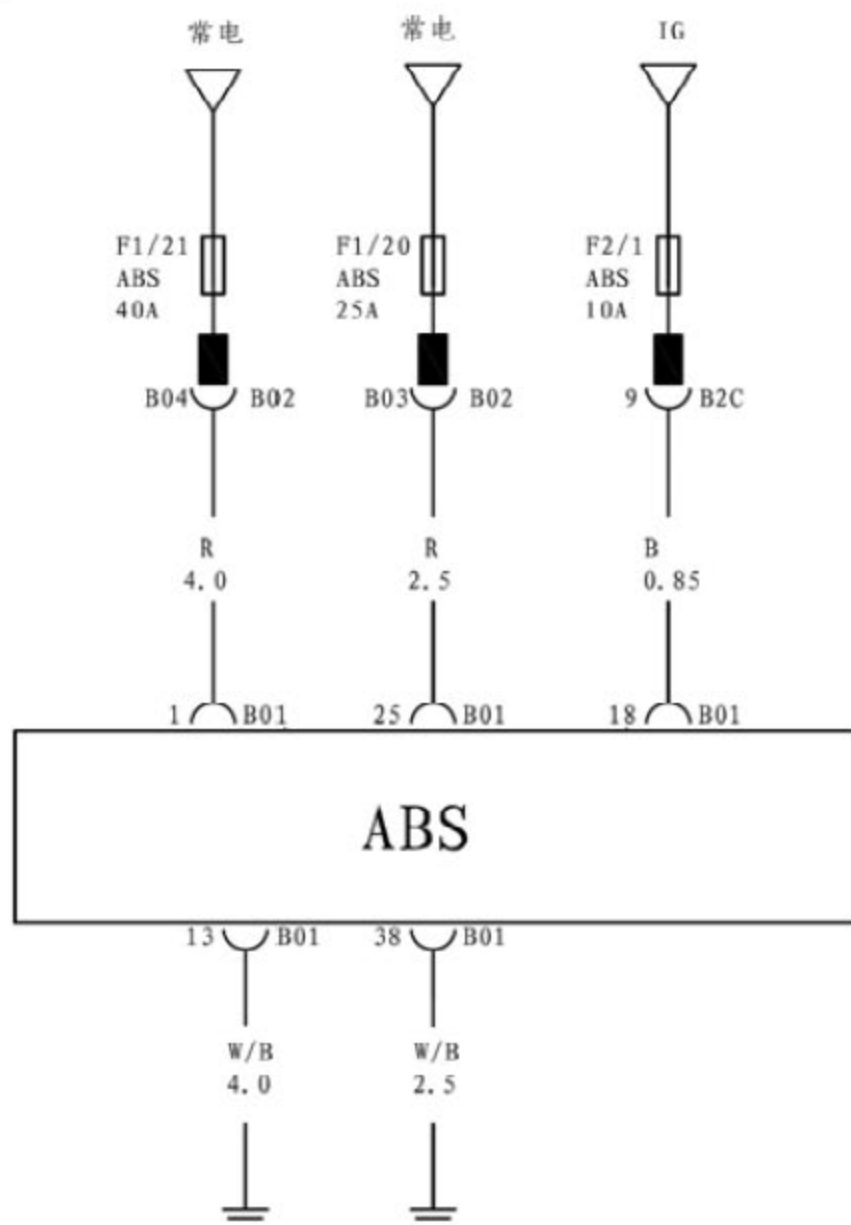 常电 常电 IG
F1/21 F1/20 F2/1
ABS ABS ABS
40A 25A 10A
B04 B02 B03 B02 9 B2C
R R B
4.0 2.5 0.85
1 B01 25 B01 18 B01
ABS
13 B01 38 B01
W/B W/B
4.0 2.5